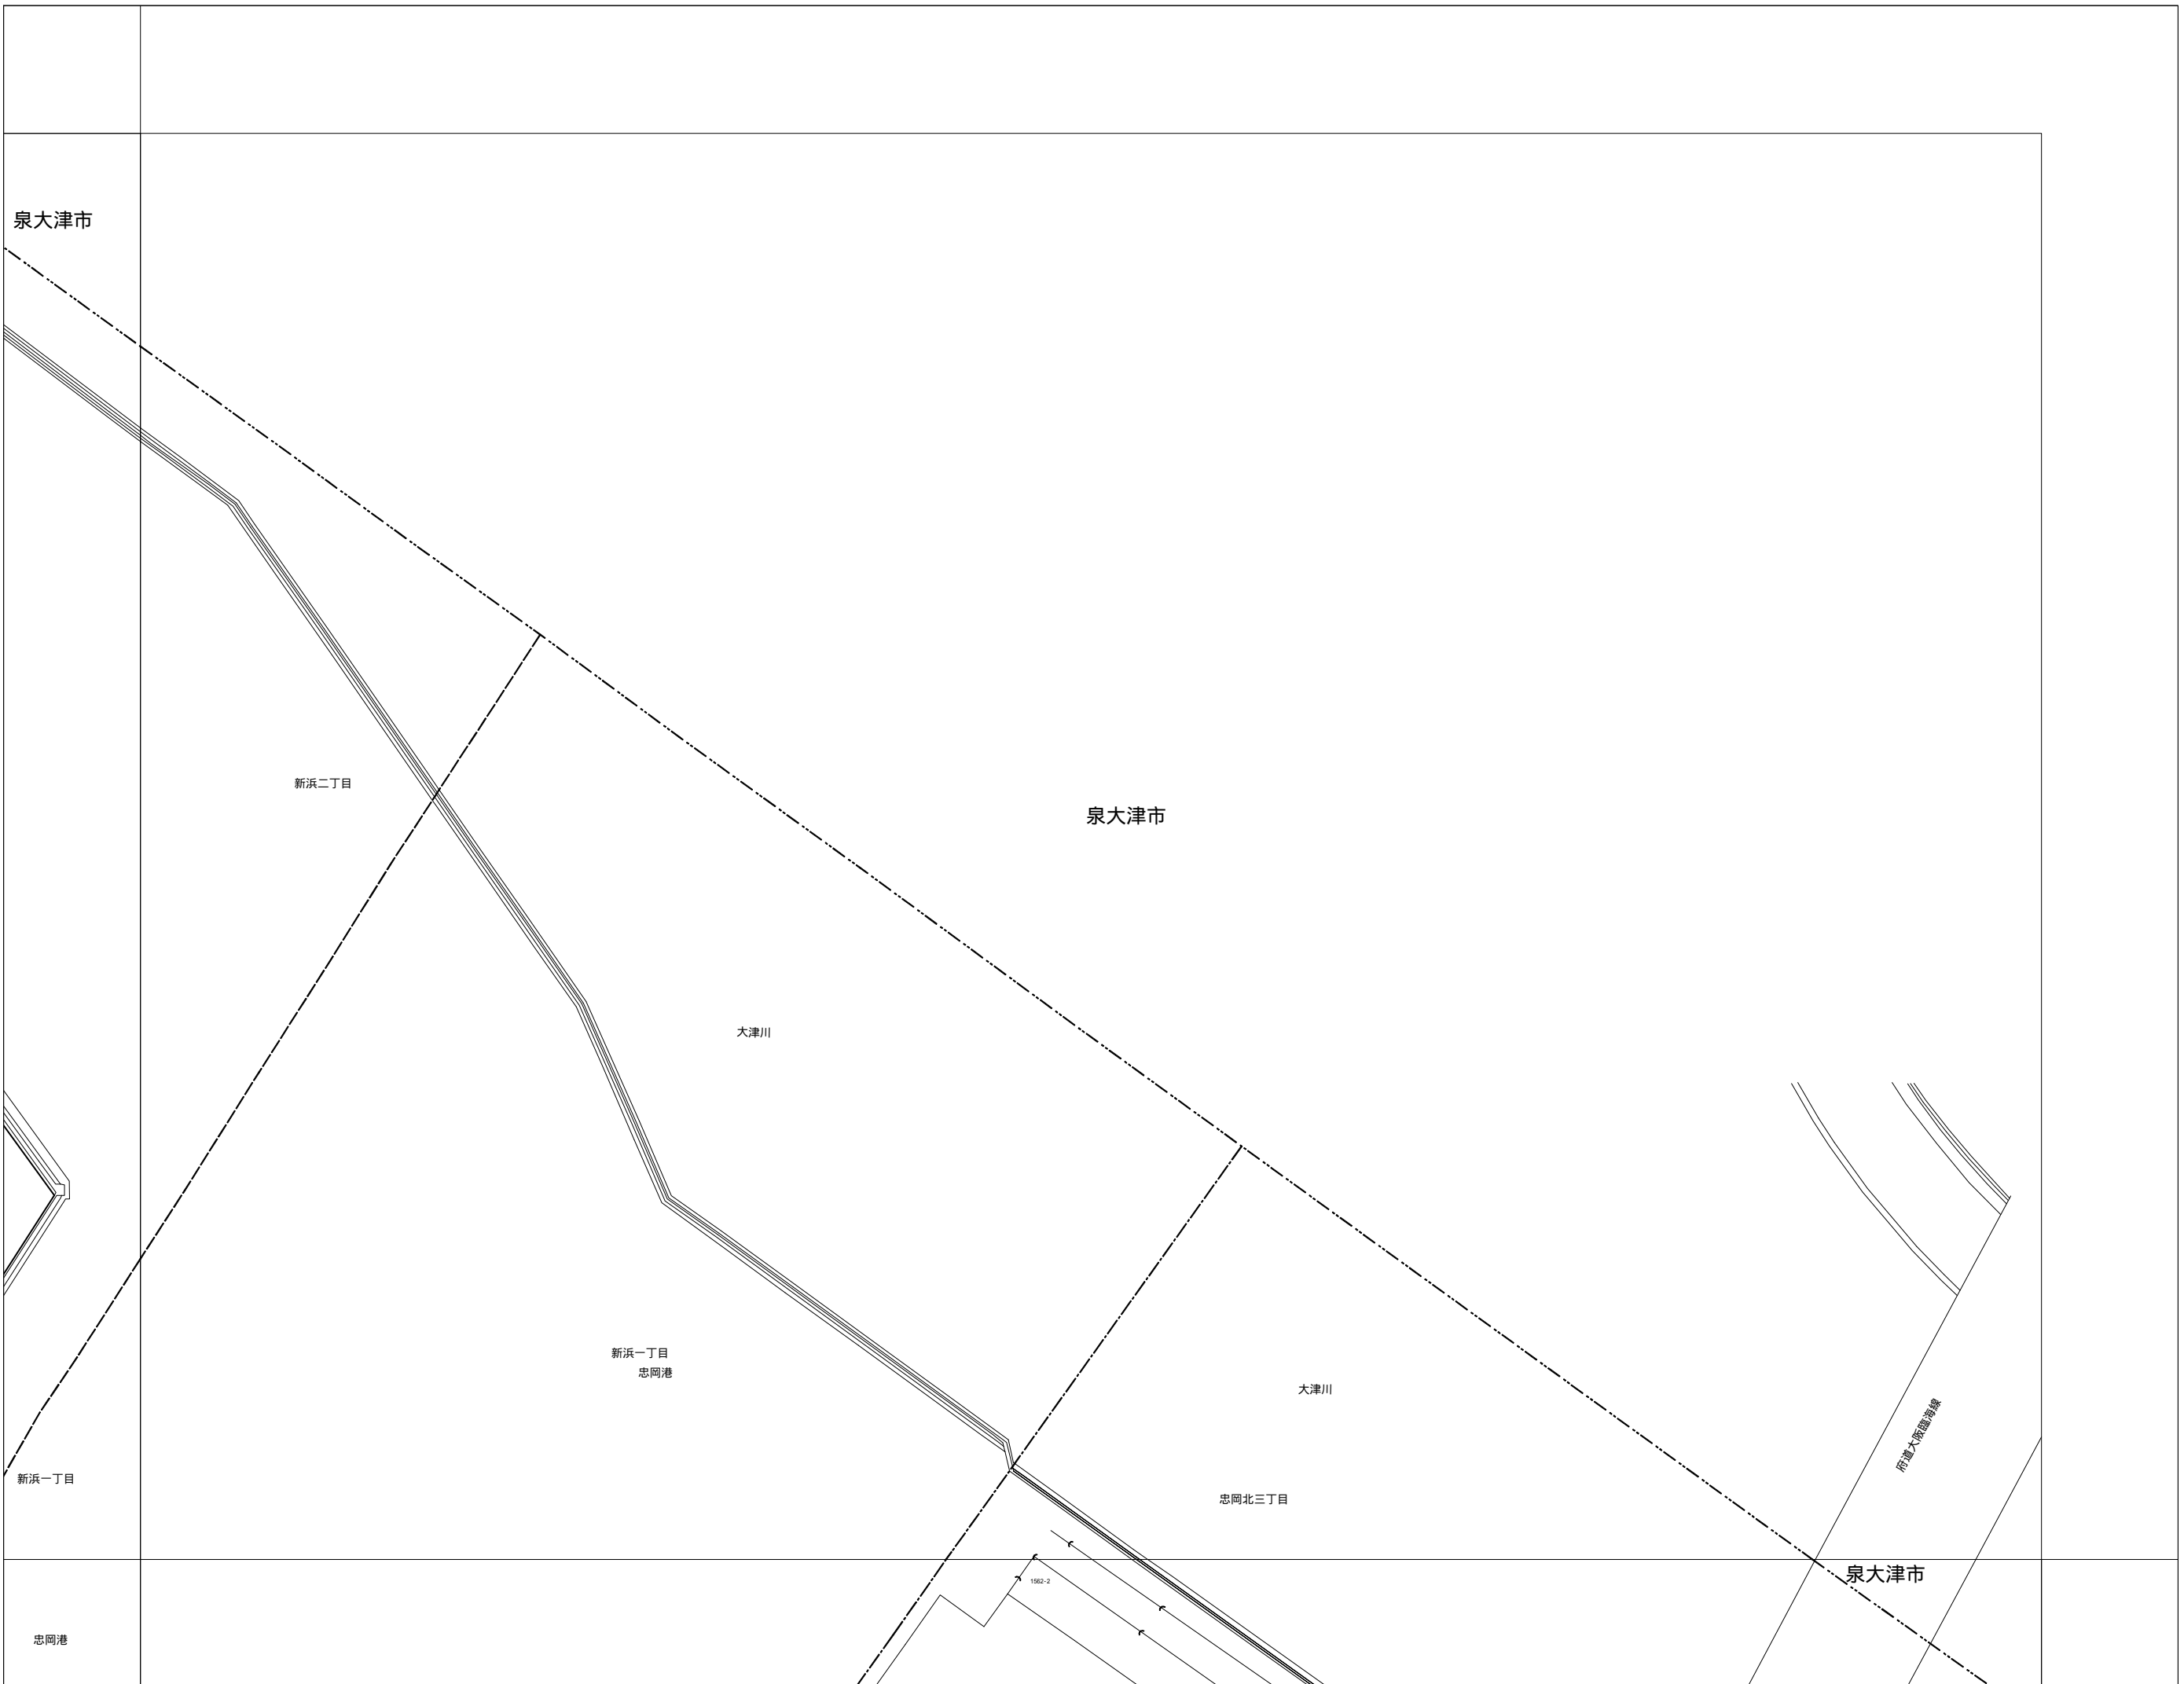 泉大津市
新浜二丁目
泉大津市
大津川
新浜一丁目
忠岡港
大津川
府道大阪臨海線
新浜一丁目
忠岡北三丁目
泉大津市
1562-2
忠岡港